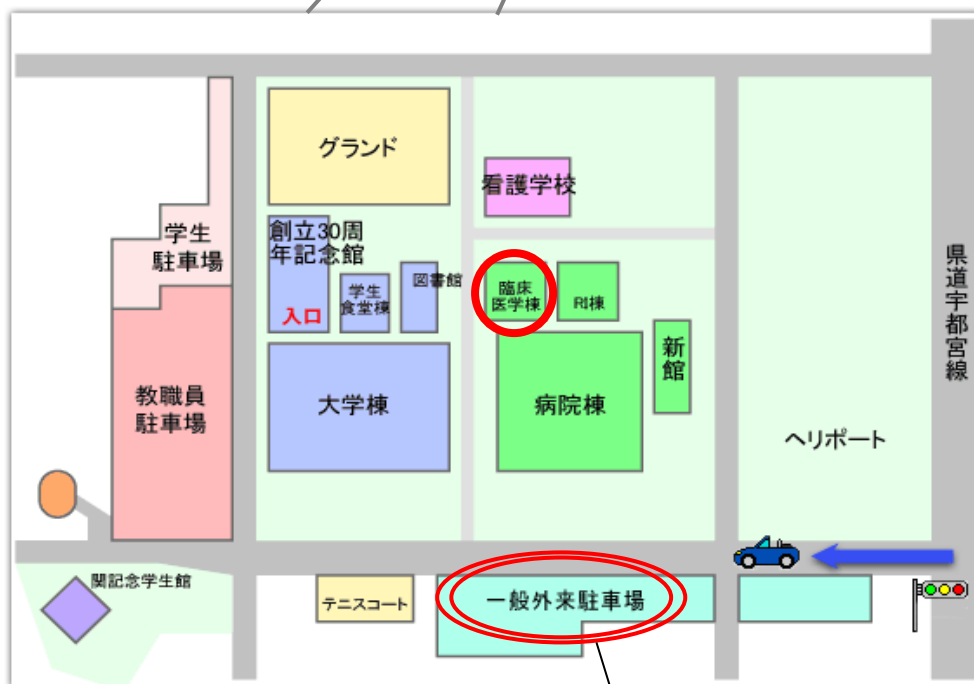 グランド
看護学校
学生
駐車場
創立30周
年記念館
入口
学生
食堂棟
図書館
臨床
医学棟
RI棟
新
館
県道宇都宮線
教職員
駐車場
大学棟
病院棟
ヘリポート
関記念学生館
テニスコート
一般外来駐車場